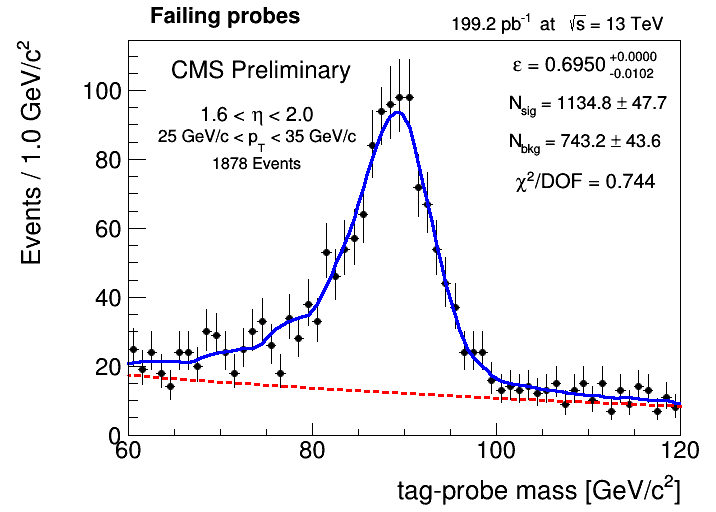 Failing probes
199.2 pb⁻¹ at √s = 13 TeV
CMS Preliminary
1.6 < η < 2.0
25 GeV/c < p_T < 35 GeV/c
1878 Events
ε = 0.6950 +0.0000 -0.0102
N_sig = 1134.8 ± 47.7
N_bkg = 743.2 ± 43.6
χ²/DOF = 0.744
Events / 1.0 GeV/c²
100
80
60
40
20
0
60 80 100 120
tag-probe mass [GeV/c²]